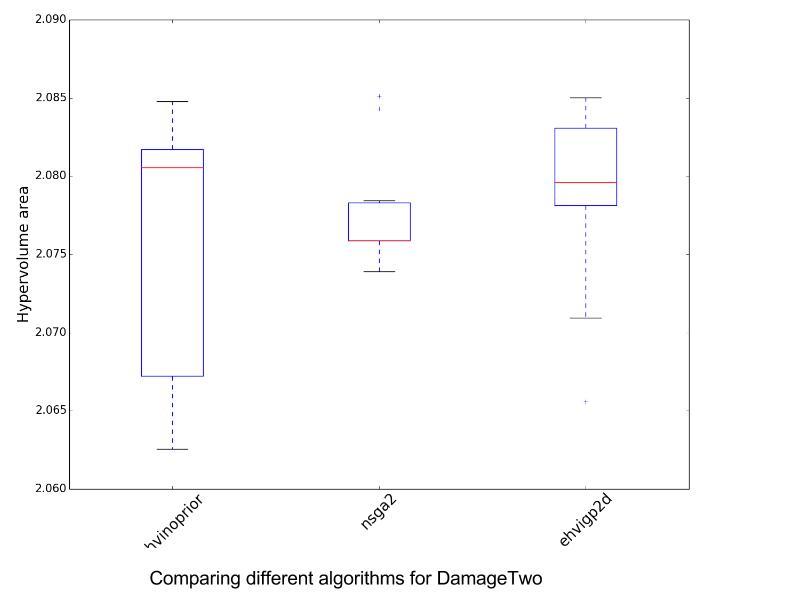 2.090
2.085
2.080
2.075
2.070
2.065
2.060
Hypervolume area
nsga2
ehvigp2d
Comparing different algorithms for DamageTwo